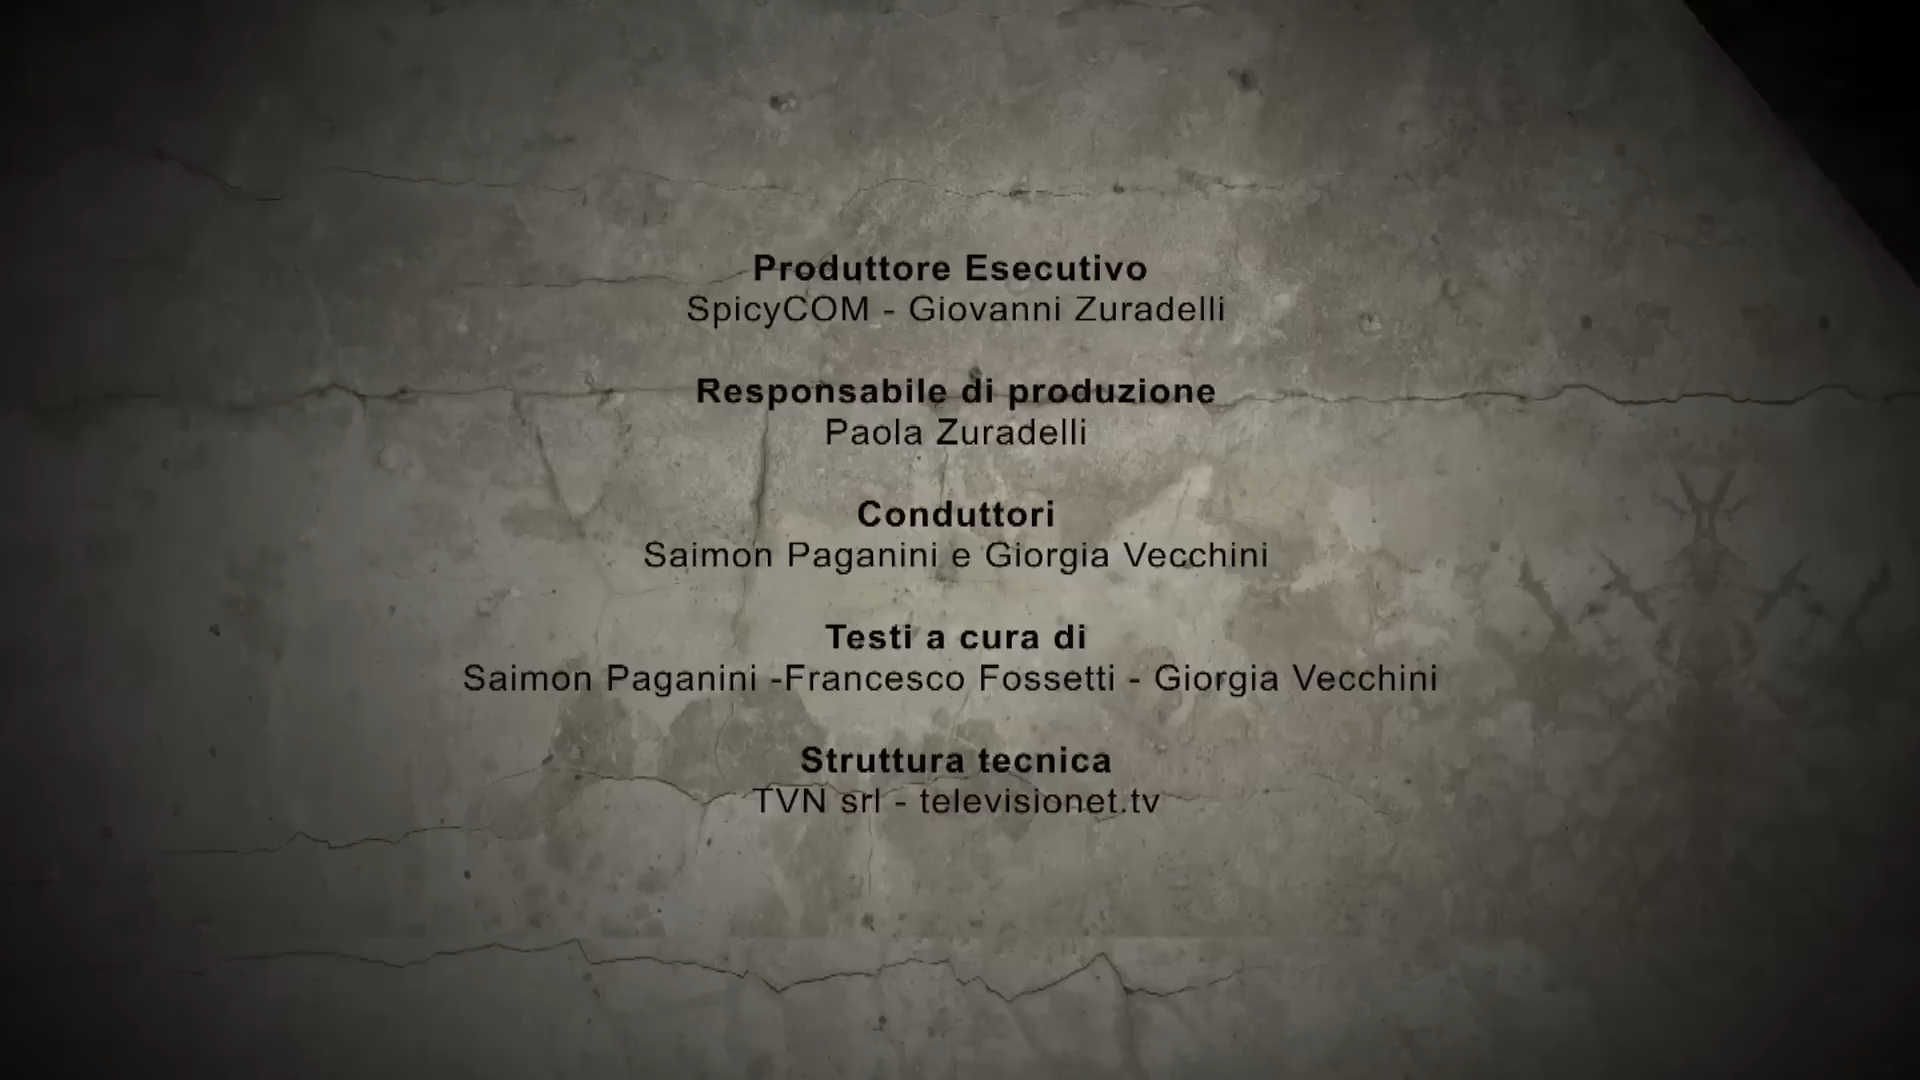 Produttore Esecutivo
SpicyCOM - Giovanni Zuradelli
Responsabile di produzione
Paola Zuradelli
Conduttori
Saimon Paganini e Giorgia Vecchini
Testi a cura di
Saimon Paganini -Francesco Fossetti - Giorgia Vecchini
Struttura tecnica
TVN srl - televisionet.tv